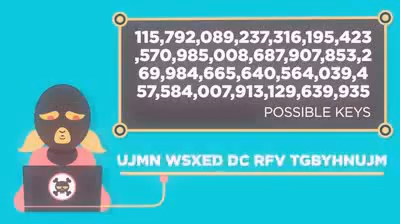 115,792,089,237,316,195,423
,570,985,008,687,907,853,2
69,984,665,640,564,039,4
57,584,007,913,129,639,935
POSSIBLE KEYS
UJMN WSXED DC RFV TGBYHNUJM